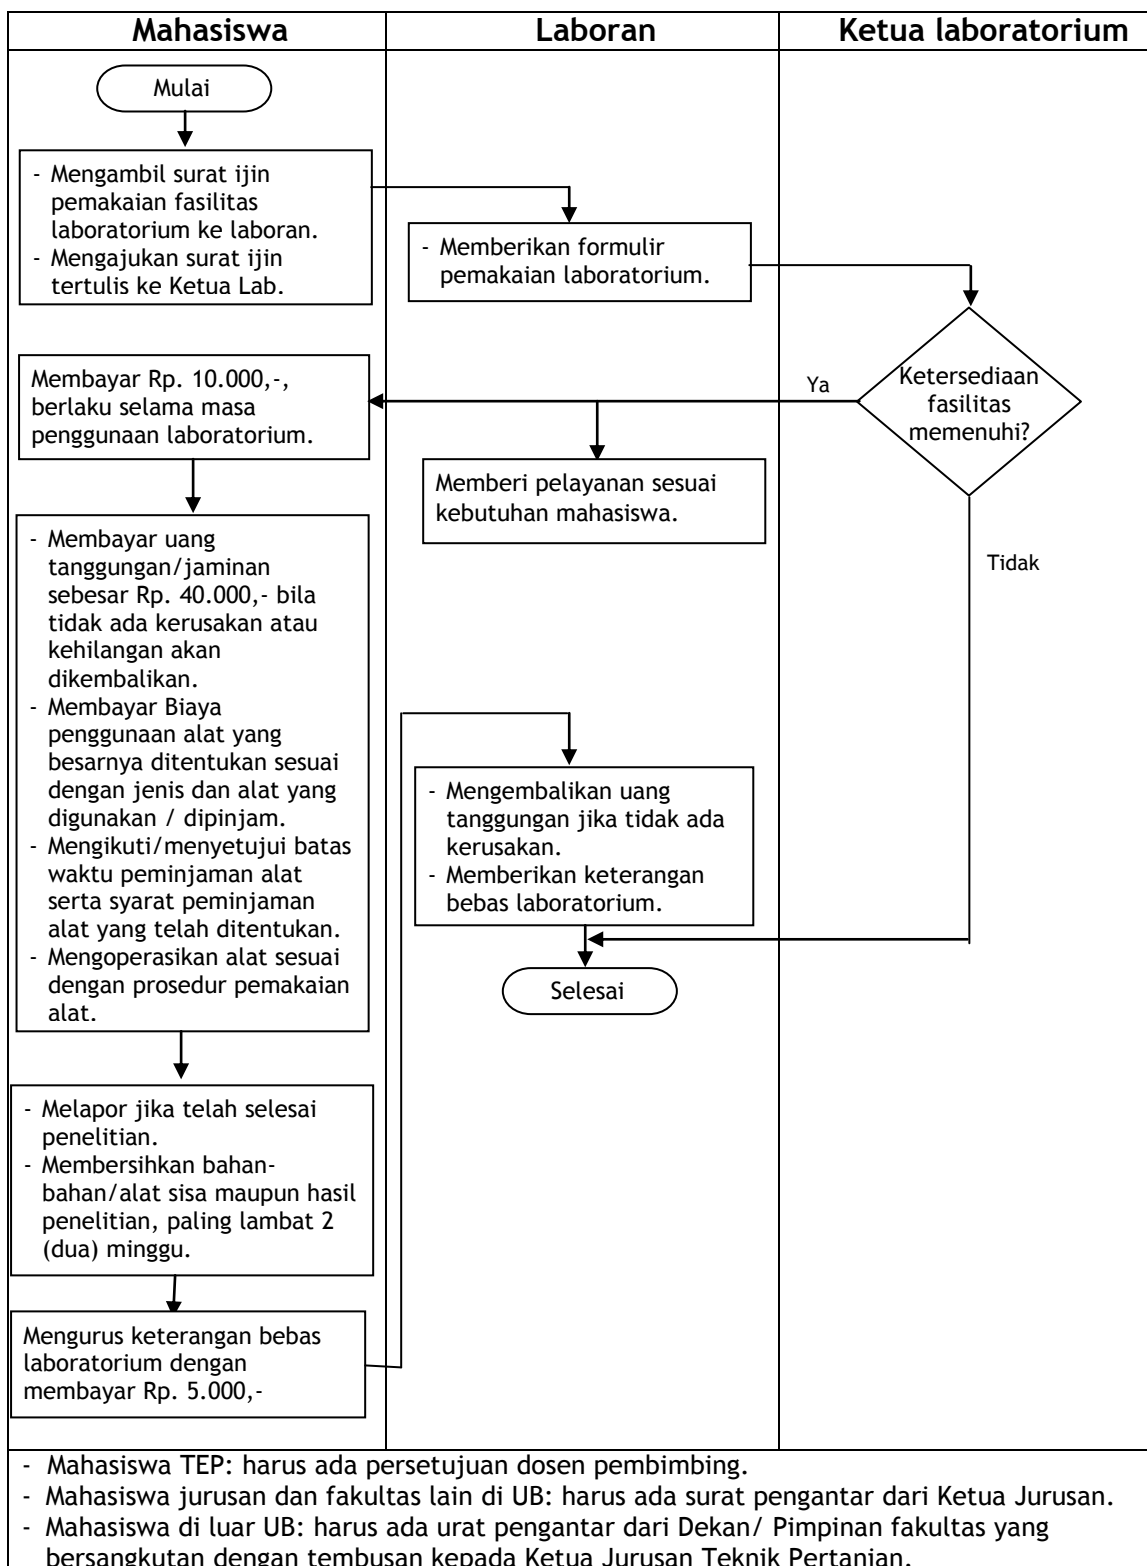 Mahasiswa
Laboran
Ketua laboratorium
Mulai
- Mengambil surat ijin
pemakaian fasilitas
laboratorium ke laboran.
- Mengajukan surat ijin
tertulis ke Ketua Lab.
- Memberikan formulir
pemakaian laboratorium.
Ketersediaan
fasilitas
memenuhi?
Ya
Tidak
Membayar Rp. 10.000,-,
berlaku selama masa
penggunaan laboratorium.
Memberi pelayanan sesuai
kebutuhan mahasiswa.
- Membayar uang
tanggungan/jaminan
sebesar Rp. 40.000,- bila
tidak ada kerusakan atau
kehilangan akan
dikembalikan.
- Membayar Biaya
penggunaan alat yang
besarnya ditentukan sesuai
dengan jenis dan alat yang
digunakan / dipinjam.
- Mengikuti/menyetujui batas
waktu peminjaman alat
serta syarat peminjaman
alat yang telah ditentukan.
- Mengoperasikan alat sesuai
dengan prosedur pemakaian
alat.
- Melapor jika telah selesai
penelitian.
- Membersihkan bahan-
bahan/alat sisa maupun hasil
penelitian, paling lambat 2
(dua) minggu.
Mengurus keterangan bebas
laboratorium dengan
membayar Rp. 5.000,-
- Mengembalikan uang
tanggungan jika tidak ada
kerusakan.
- Memberikan keterangan
bebas laboratorium.
Selesai
- Mahasiswa TEP: harus ada persetujuan dosen pembimbing.
- Mahasiswa jurusan dan fakultas lain di UB: harus ada surat pengantar dari Ketua Jurusan.
- Mahasiswa di luar UB: harus ada urat pengantar dari Dekan/ Pimpinan fakultas yang
bersangkutan dengan tembusan kepada Ketua Jurusan Teknik Pertanian.